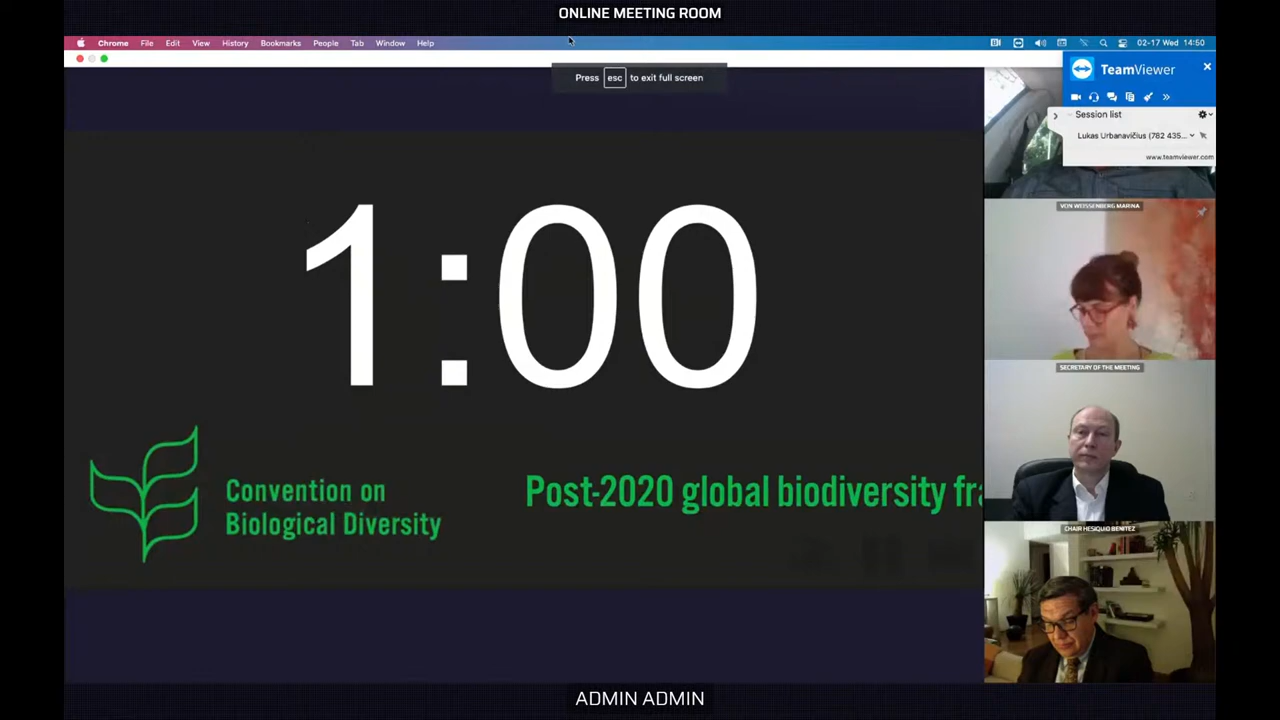 ONLINE MEETING ROOM
Chrome File Edit View History Bookmarks People Tab Window Help
02-17 Wed 14:50
Press esc to exit full screen
TeamViewer
Session list
Lukas Urbanavičius (782 435...
www.teamviewer.com
1:00
VON WEISSENBERG MARINA
SECRETARY OF THE MEETING
Convention on
Biological Diversity
Post-2020 global biodiversity fra
CHAIR HESIQUIO BENITEZ
ADMIN ADMIN